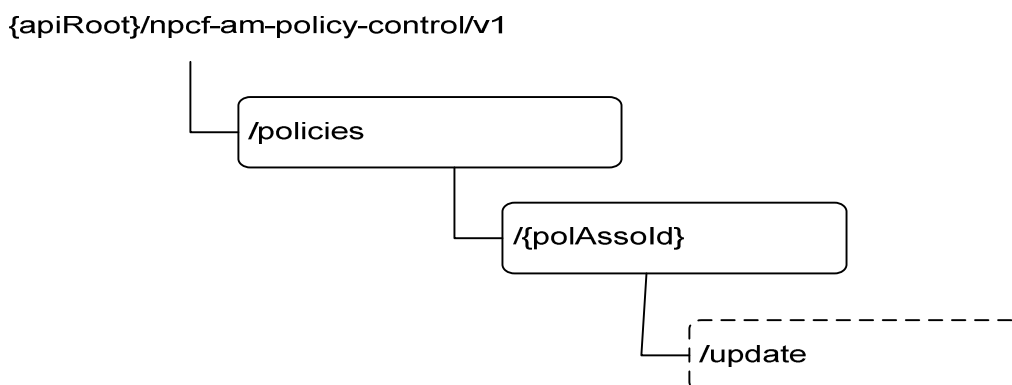 {apiRoot}/npcf-am-policy-control/v1
/policies
/{polAssoId}
/update